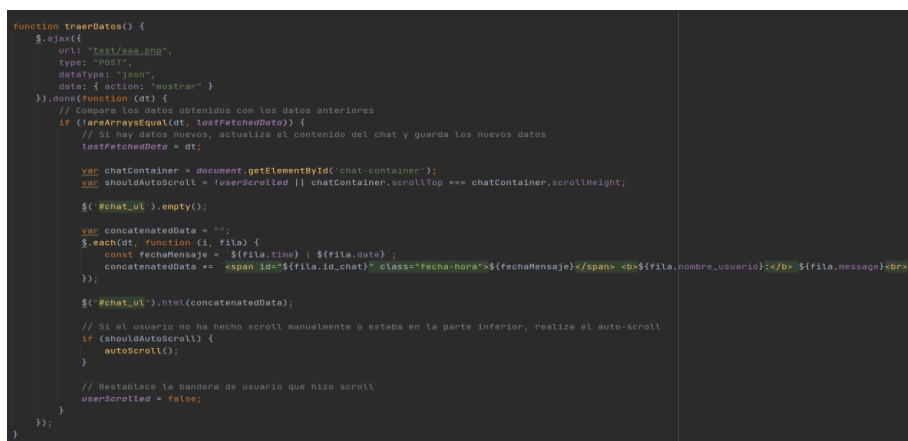 function traerDatos() {
$.ajax({
url: "test/aaa.php",
type: "POST",
dataType: "json",
data: { action: "mostrar" }
}).done(function (dt) {
// Compara los datos obtenidos con los datos anteriores
if (!areArraysEqual(dt, lastFetchedData)) {
// Si hay datos nuevos, actualiza el contenido del chat y guarda los nuevos datos
lastFetchedData = dt;
var chatContainer = document.getElementById('chat-container');
var shouldAutoScroll = !userScrolled || chatContainer.scrollTop === chatContainer.scrollHeight;
$('#chat_ul').empty();
var concatenatedData = "";
$.each(dt, function (i, fila) {
const fechaMensaje = `${fila.time} | ${fila.date}`;
concatenatedData += `<span id="${fila.id_chat}" class="fecha-hora">${fechaMensaje}</span> <b>${fila.nombre_usuario}:</b> ${fila.message}<br>
});
$("#chat_ul").html(concatenatedData);
// Si el usuario no ha hecho scroll manualmente o estaba en la parte inferior, realiza el auto-scroll
if (shouldAutoScroll) {
autoScroll();
}
// Restablece la bandera de usuario que hizo scroll
userScrolled = false;
}
});
}